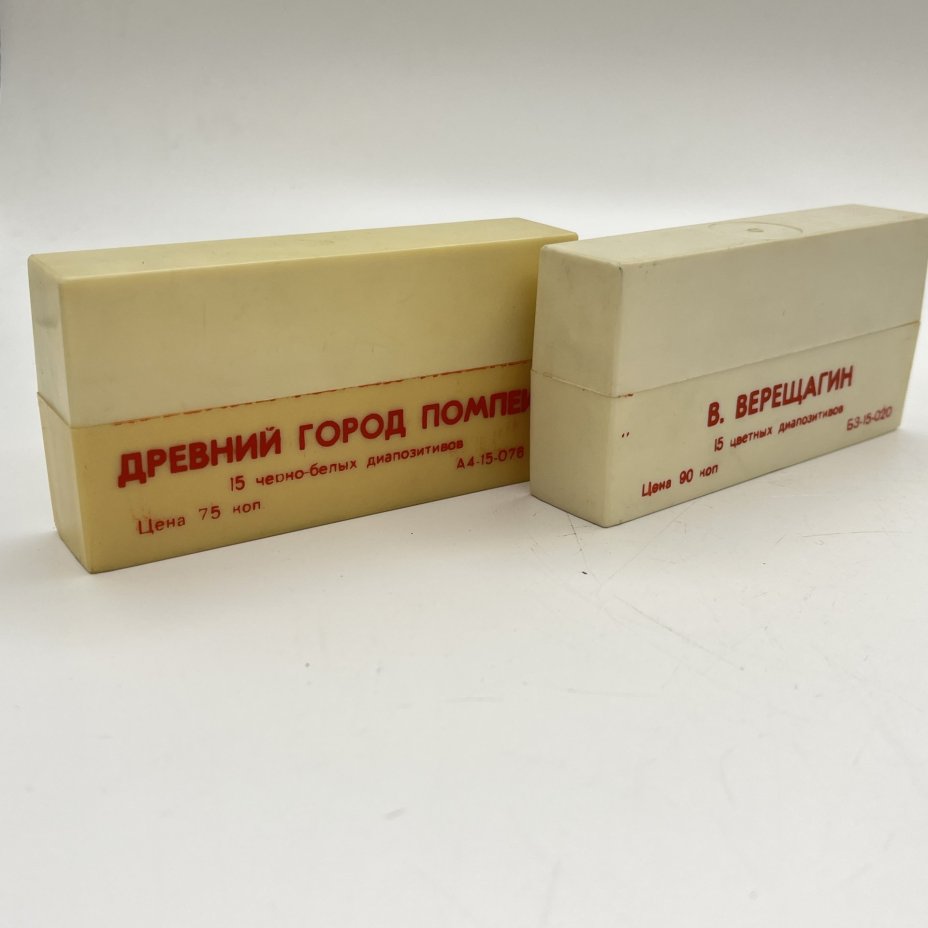 ДРЕВНИЙ ГОРОД ПОМПЕИ
15 черно-белых диапозитивов
А4-15-078
Цена 75 коп.
В. ВЕРЕЩАГИН
15 цветных диапозитивов
Б3-15-020
Цена 90 коп